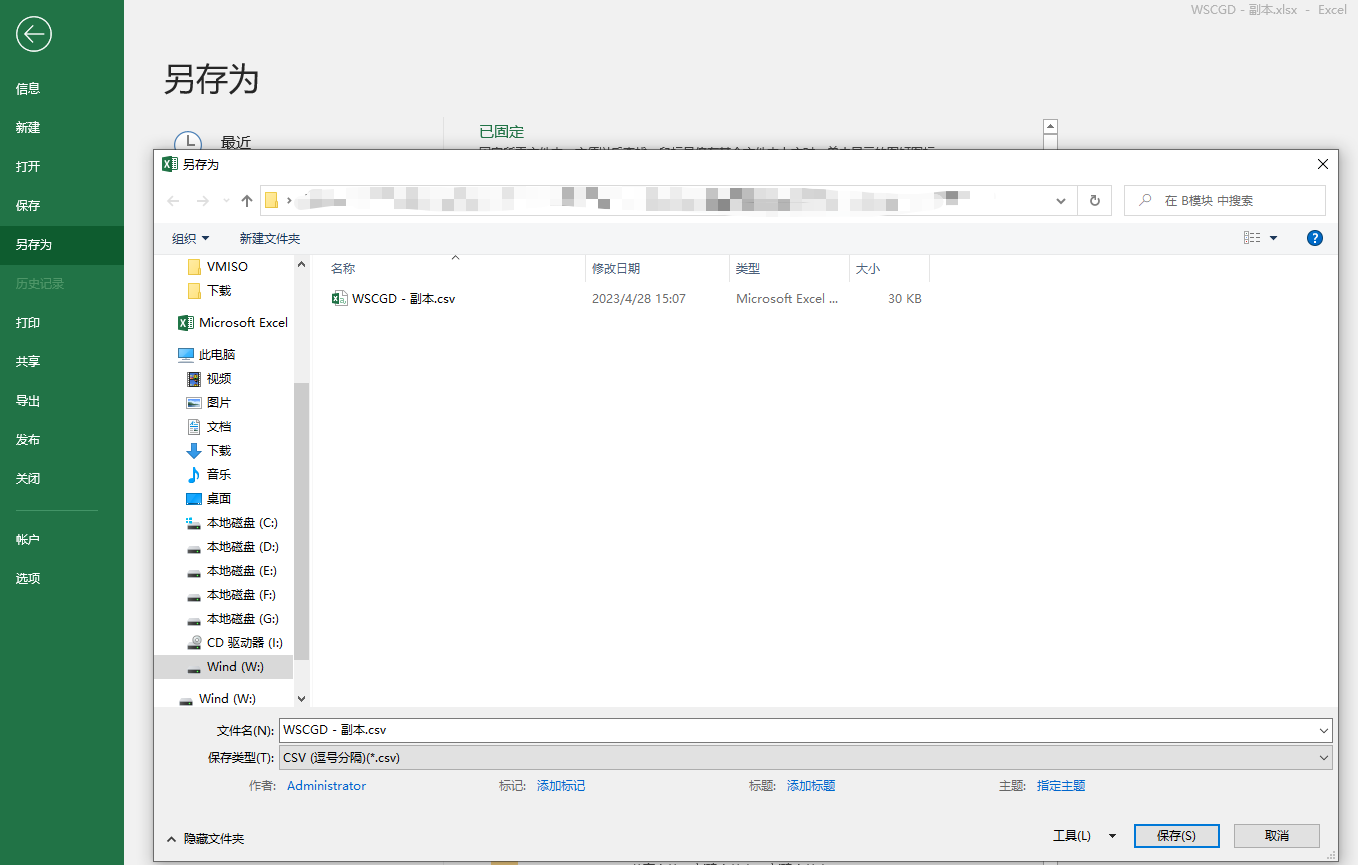 WSCGD - 副本.xlsx - Excel
信息
新建
打开
保存
另存为
历史记录
打印
共享
导出
发布
关闭
帐户
选项
另存为
最近
已固定
另存为
在 B模块 中搜索
组织
新建文件夹
VMISO
下载
Microsoft Excel
此电脑
视频
图片
文档
下载
音乐
桌面
本地磁盘 (C:)
本地磁盘 (D:)
本地磁盘 (E:)
本地磁盘 (F:)
本地磁盘 (G:)
CD 驱动器 (I:)
Wind (W:)
Wind (W:)
名称 修改日期 类型 大小
WSCGD - 副本.csv 2023/4/28 15:07 Microsoft Excel ... 30 KB
文件名(N): WSCGD - 副本.csv
保存类型(T): CSV (逗号分隔)(*.csv)
作者: Administrator 标记: 添加标记 标题: 添加标题 主题: 指定主题
隐藏文件夹
工具(L) 保存(S) 取消